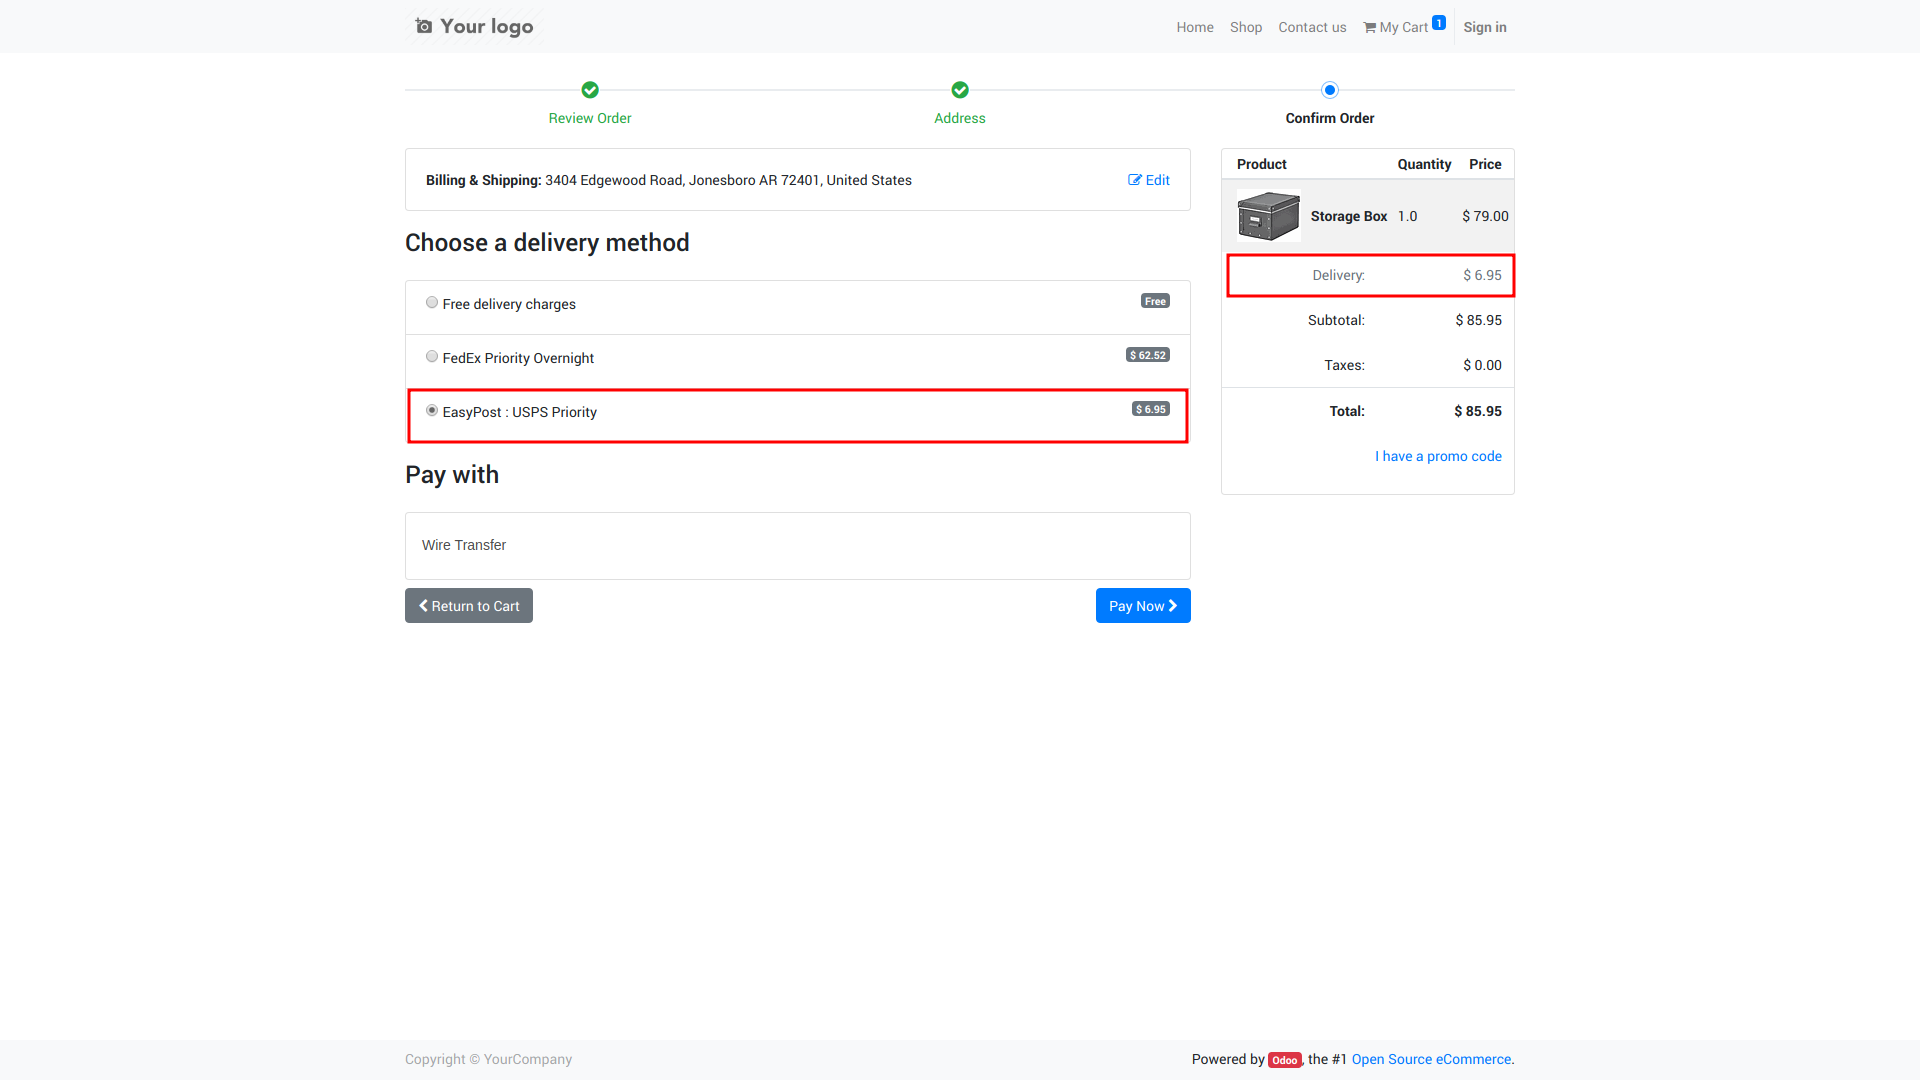 Your logo
Home Shop Contact us My Cart 1 Sign in
Review Order
Address
Confirm Order
Billing & Shipping: 3404 Edgewood Road, Jonesboro AR 72401, United States
Edit
Choose a delivery method
Free delivery charges Free
FedEx Priority Overnight $ 62.52
EasyPost : USPS Priority $ 6.95
Pay with
Wire Transfer
Return to Cart
Pay Now
Product Quantity Price
Storage Box 1.0 $ 79.00
Delivery: $ 6.95
Subtotal: $ 85.95
Taxes: $ 0.00
Total: $ 85.95
I have a promo code
Copyright © YourCompany
Powered by Odoo, the #1 Open Source eCommerce.